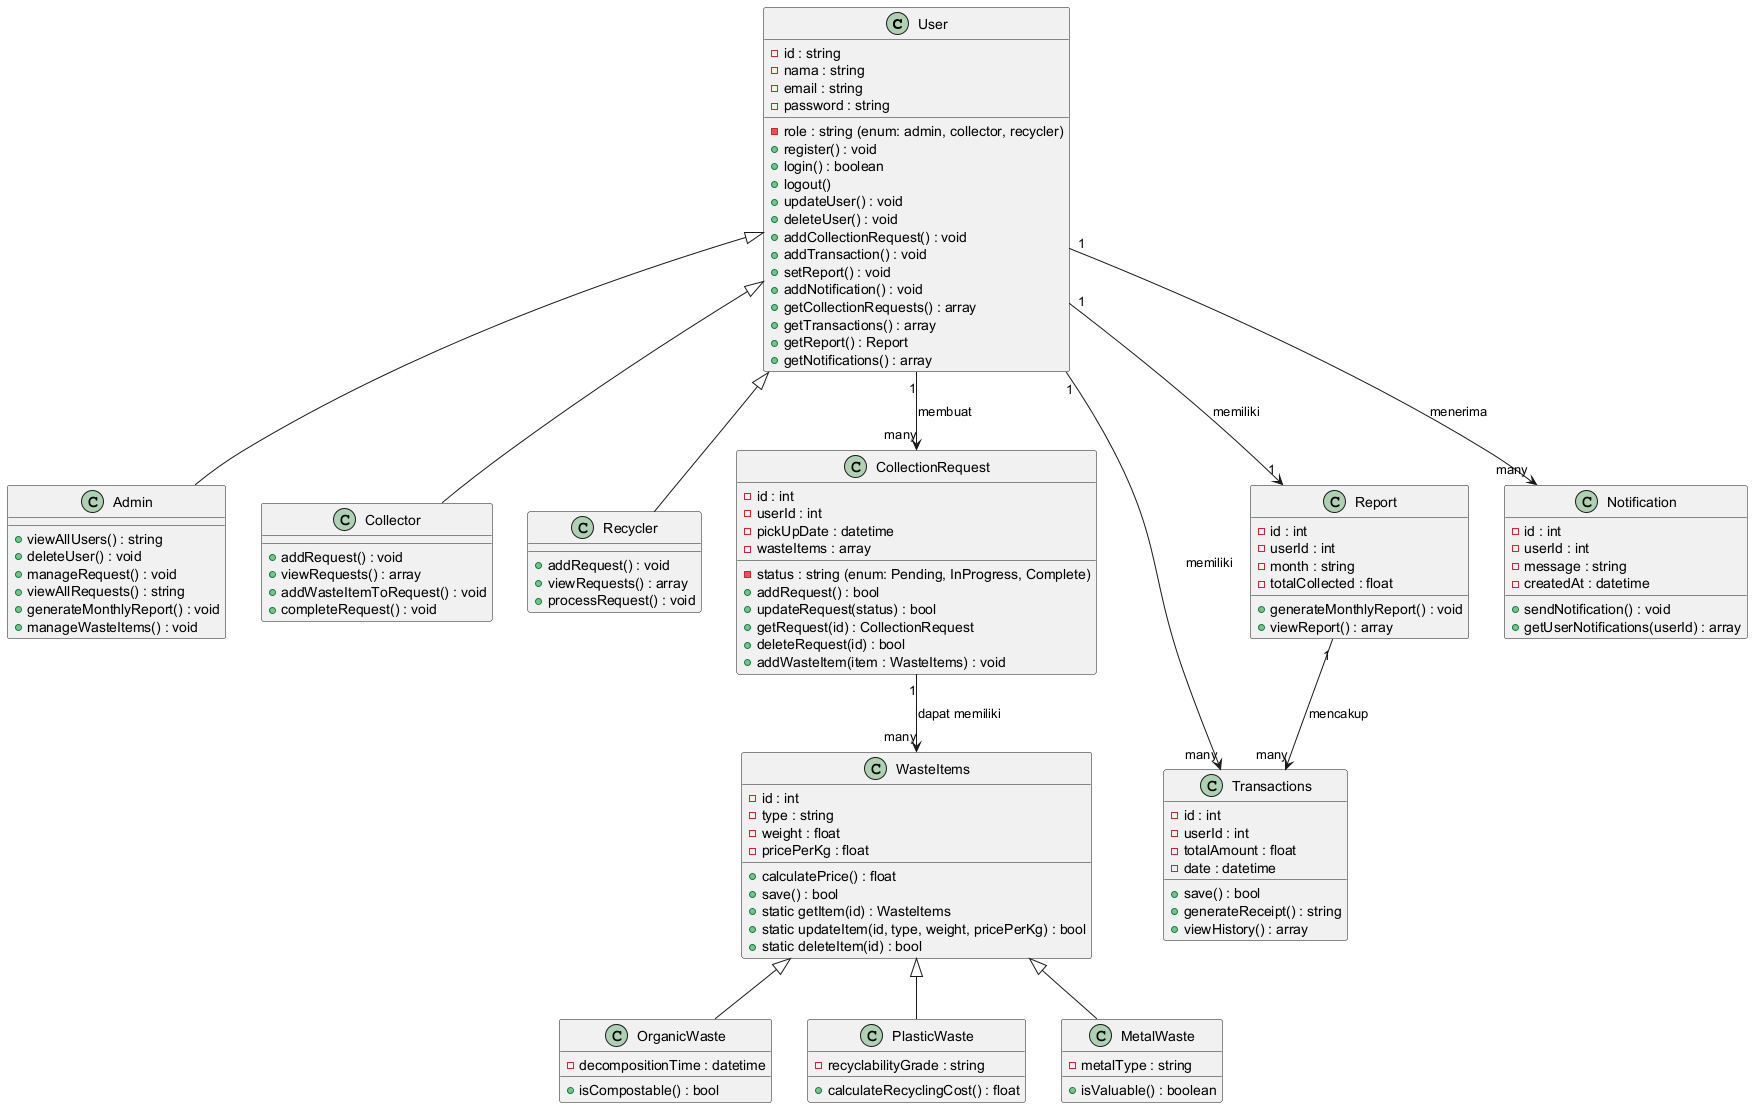 C User
id : string
nama : string
email : string
password : string
role : string (enum: admin, collector, recycler)
register() : void
login() : boolean
logout()
updateUser() : void
deleteUser() : void
addCollectionRequest() : void
addTransaction() : void
setReport() : void
addNotification() : void
getCollectionRequests() : array
getTransactions() : array
getReport() : Report
getNotifications() : array
1
1
1
1
membuat
memiliki
menerima
many
1
many
memiliki
C Admin
viewAllUsers() : string
deleteUser() : void
manageRequest() : void
viewAllRequests() : string
generateMonthlyReport() : void
manageWasteItems() : void
C Collector
addRequest() : void
viewRequests() : array
addWasteItemToRequest() : void
completeRequest() : void
C Recycler
addRequest() : void
viewRequests() : array
processRequest() : void
C CollectionRequest
id : int
userId : int
pickUpDate : datetime
wasteItems : array
status : string (enum: Pending, InProgress, Complete)
addRequest() : bool
updateRequest(status) : bool
getRequest(id) : CollectionRequest
deleteRequest(id) : bool
addWasteItem(item : WasteItems) : void
C Report
id : int
userId : int
month : string
totalCollected : float
generateMonthlyReport() : void
viewReport() : array
C Notification
id : int
userId : int
message : string
createdAt : datetime
sendNotification() : void
getUserNotifications(userId) : array
1
dapat memiliki
many
1
mencakup
many
many
C WasteItems
id : int
type : string
weight : float
pricePerKg : float
calculatePrice() : float
save() : bool
static getItem(id) : WasteItems
static updateItem(id, type, weight, pricePerKg) : bool
static deleteItem(id) : bool
C Transactions
id : int
userId : int
totalAmount : float
date : datetime
save() : bool
generateReceipt() : string
viewHistory() : array
C OrganicWaste
decompositionTime : datetime
isCompostable() : bool
C PlasticWaste
recyclabilityGrade : string
calculateRecyclingCost() : float
C MetalWaste
metalType : string
isValuable() : boolean